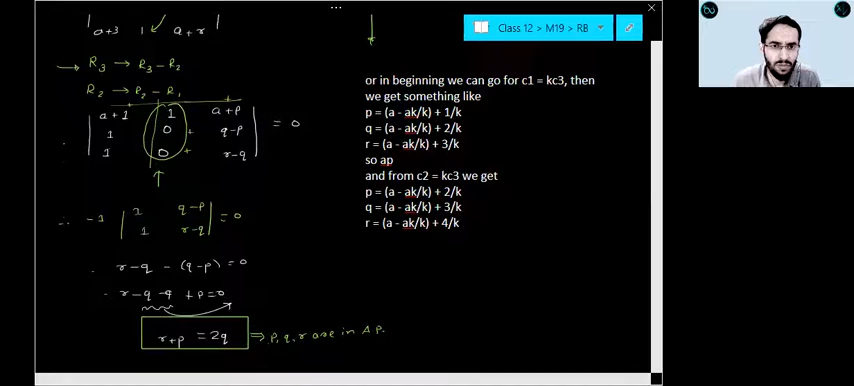 | a+3 1 a+r |
→ R3 → R3 - R2
R2 → R2 - R1
| a+1 1 a+p |
| 1 0 q-p | = 0
| 1 0 r-q |
∴ -1 | 1 q-p | = 0
| 1 r-q |
r-q - (q-p) = 0
r-q-q + p = 0
r+p = 2q ⇒ p, q, r are in A P.
Class 12 > M19 > RB
or in beginning we can go for c1 = kc3, then
we get something like
p = (a - ak/k) + 1/k
q = (a - ak/k) + 2/k
r = (a - ak/k) + 3/k
so ap
and from c2 = kc3 we get
p = (a - ak/k) + 2/k
q = (a - ak/k) + 3/k
r = (a - ak/k) + 4/k